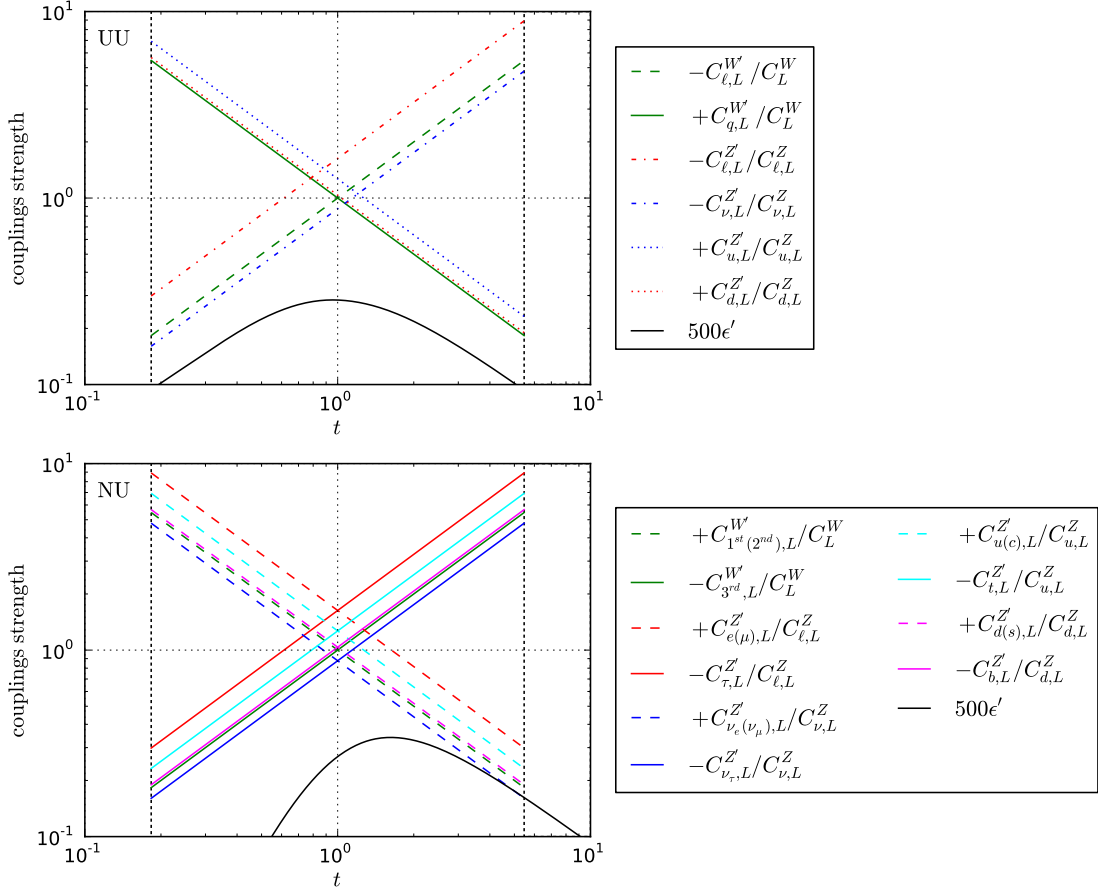 UU
couplings strength
10^1
10^0
10^-1
10^-1
10^0
10^1
t
−C^{W'}_{ℓ,L}/C^W_L
+C^{W'}_{q,L}/C^W_L
−C^{Z'}_{ℓ,L}/C^Z_{ℓ,L}
−C^{Z'}_{ν,L}/C^Z_{ν,L}
+C^{Z'}_{u,L}/C^Z_{u,L}
+C^{Z'}_{d,L}/C^Z_{d,L}
500ϵ′
NU
couplings strength
10^1
10^0
10^-1
10^-1
10^0
10^1
t
+C^{W'}_{1^{st}(2^{nd}),L}/C^W_L
−C^{W'}_{3^{rd},L}/C^W_L
+C^{Z'}_{e(μ),L}/C^Z_{ℓ,L}
−C^{Z'}_{τ,L}/C^Z_{ℓ,L}
+C^{Z'}_{ν_e(ν_μ),L}/C^Z_{ν,L}
−C^{Z'}_{ν_τ,L}/C^Z_{ν,L}
+C^{Z'}_{u(c),L}/C^Z_{u,L}
−C^{Z'}_{t,L}/C^Z_{u,L}
+C^{Z'}_{d(s),L}/C^Z_{d,L}
−C^{Z'}_{b,L}/C^Z_{d,L}
500ϵ′